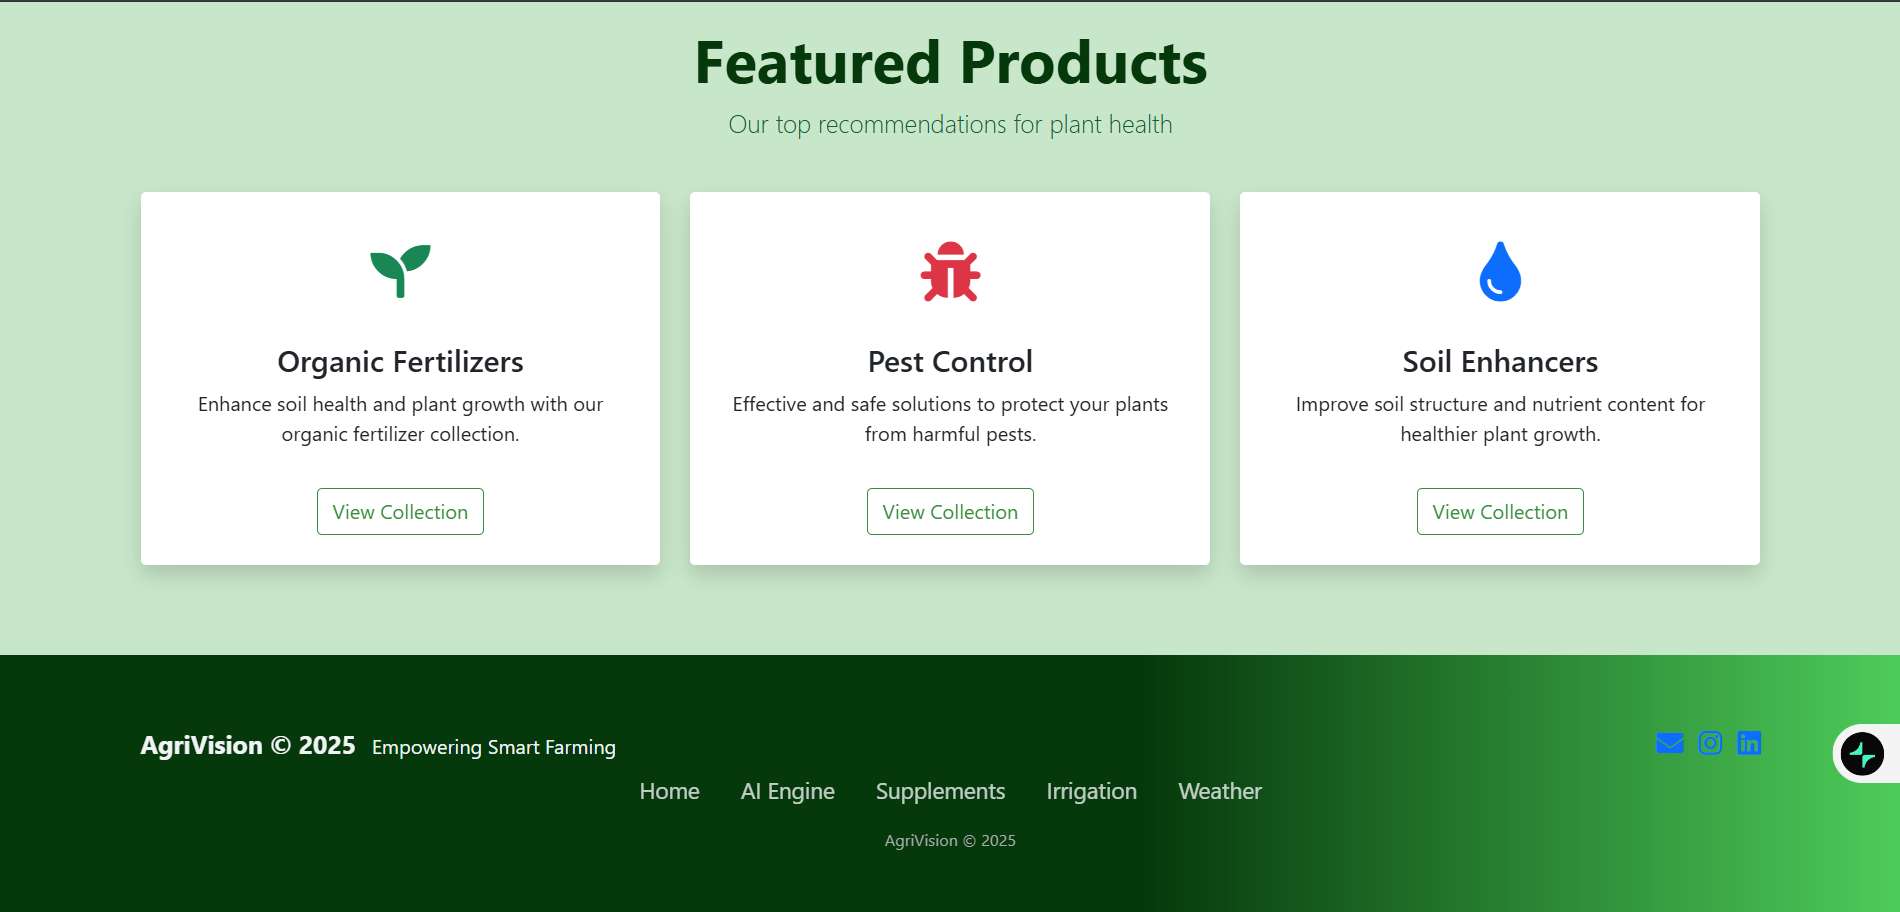 Featured Products
Our top recommendations for plant health
Organic Fertilizers
Enhance soil health and plant growth with our
organic fertilizer collection.
View Collection
Pest Control
Effective and safe solutions to protect your plants
from harmful pests.
View Collection
Soil Enhancers
Improve soil structure and nutrient content for
healthier plant growth.
View Collection
AgriVision © 2025 Empowering Smart Farming
Home AI Engine Supplements Irrigation Weather
AgriVision © 2025